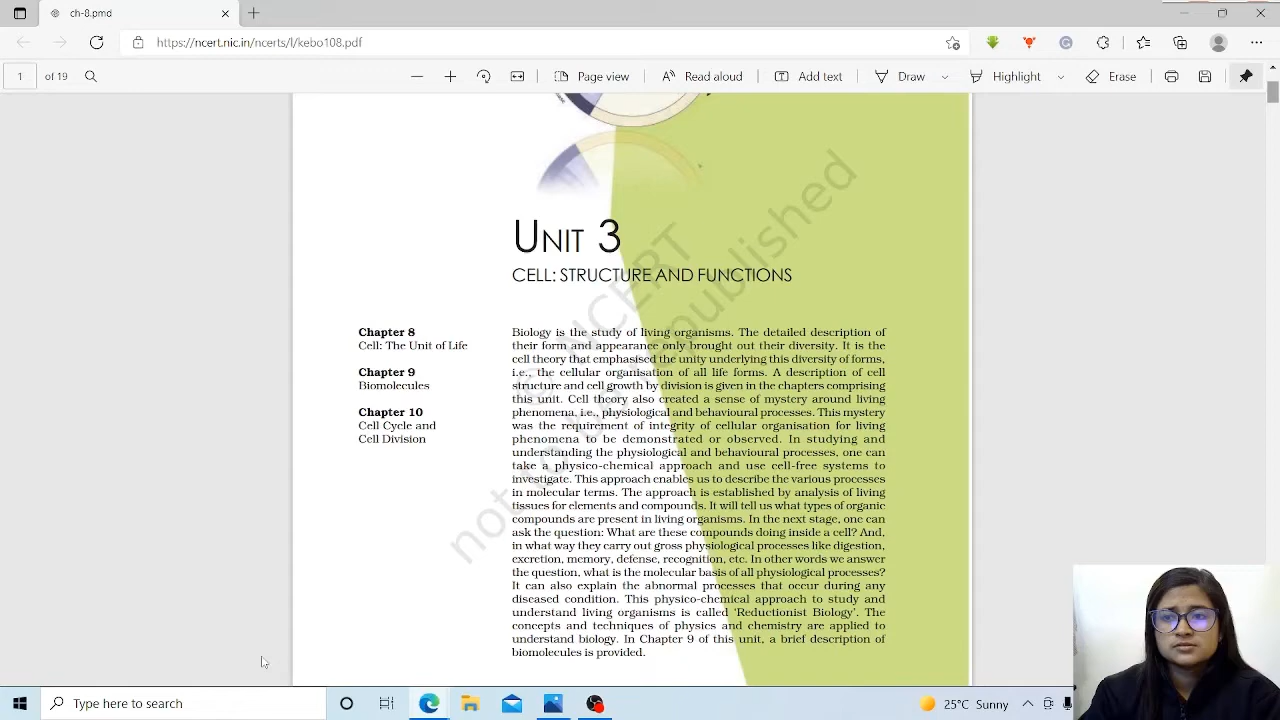 ch-8.pmd
https://ncert.nic.in/ncerts/l/kebo108.pdf
1 of 19
Page view
Read aloud
Add text
Draw
Highlight
Erase
UNIT 3
CELL: STRUCTURE AND FUNCTIONS
Chapter 8
Cell: The Unit of Life
Chapter 9
Biomolecules
Chapter 10
Cell Cycle and
Cell Division
Biology is the study of living organisms. The detailed description of
their form and appearance only brought out their diversity. It is the
cell theory that emphasised the unity underlying this diversity of forms,
i.e., the cellular organisation of all life forms. A description of cell
structure and cell growth by division is given in the chapters comprising
this unit. Cell theory also created a sense of mystery around living
phenomena, i.e., physiological and behavioural processes. This mystery
was the requirement of integrity of cellular organisation for living
phenomena to be demonstrated or observed. In studying and
understanding the physiological and behavioural processes, one can
take a physico-chemical approach and use cell-free systems to
investigate. This approach enables us to describe the various processes
in molecular terms. The approach is established by analysis of living
tissues for elements and compounds. It will tell us what types of organic
compounds are present in living organisms. In the next stage, one can
ask the question: What are these compounds doing inside a cell? And,
in what way they carry out gross physiological processes like digestion,
excretion, memory, defense, recognition, etc. In other words we answer
the question, what is the molecular basis of all physiological processes?
It can also explain the abnormal processes that occur during any
diseased condition. This physico-chemical approach to study and
understand living organisms is called ‘Reductionist Biology’. The
concepts and techniques of physics and chemistry are applied to
understand biology. In Chapter 9 of this unit, a brief description of
biomolecules is provided.
NCERT
not to published
Type here to search
25°C Sunny